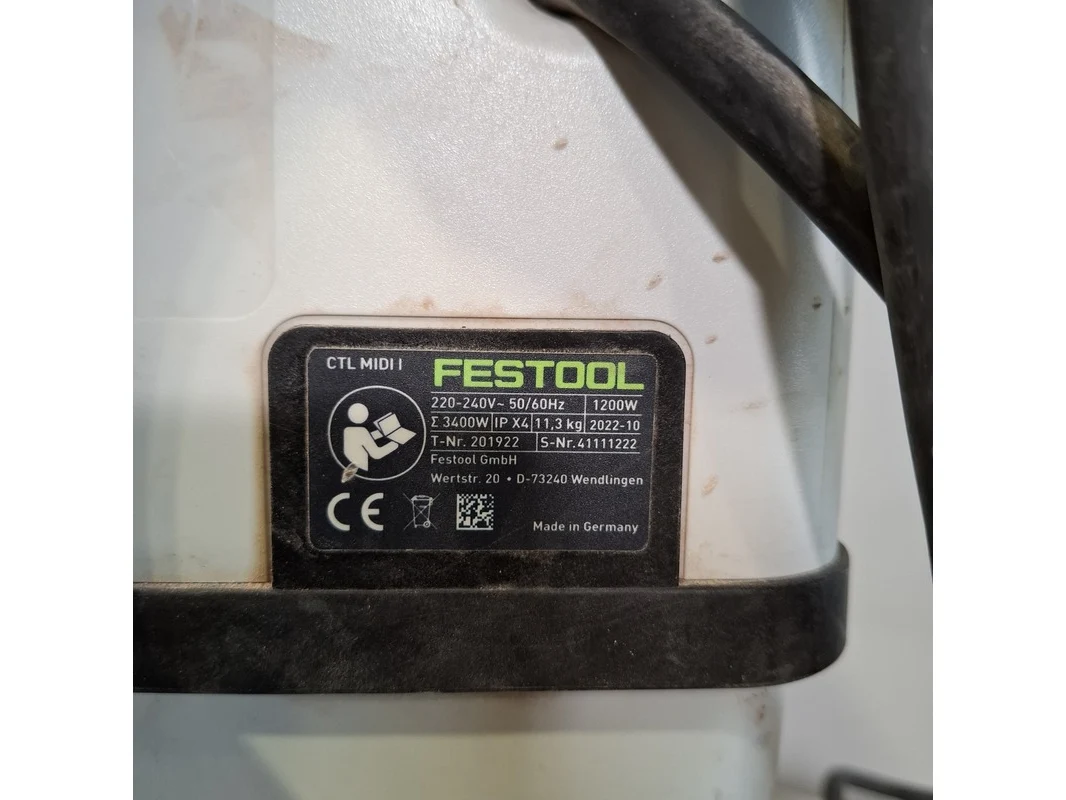 CTL MIDI I
FESTOOL
220-240V~ 50/60Hz 1200W
Σ 3400W IP X4 11,3 kg 2022-10
T-Nr. 201922 S-Nr. 41111222
Festool GmbH
Wertstr. 20 • D-73240 Wendlingen
CE
Made in Germany